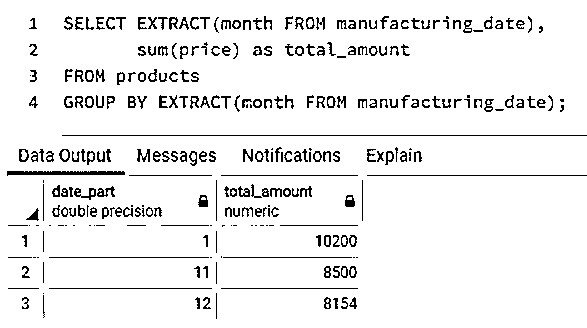 1 SELECT EXTRACT(month FROM manufacturing_date),
2 sum(price) as total_amount
3 FROM products
4 GROUP BY EXTRACT(month FROM manufacturing_date);
Data Output Messages Notifications Explain
date_part total_amount
double precision numeric
1 1 10200
2 11 8500
3 12 8154